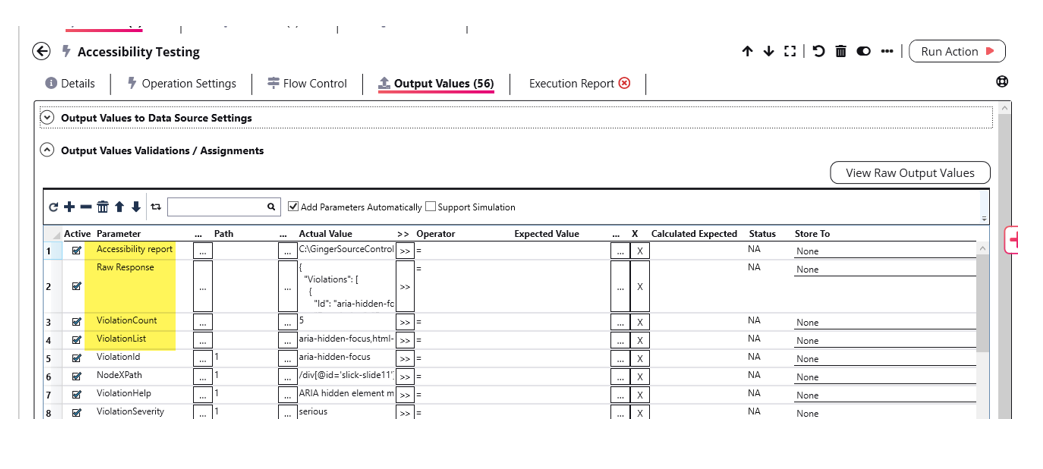 Accessibility Testing
Run Action
Details
Operation Settings
Flow Control
Output Values (56)
Execution Report
Output Values to Data Source Settings
Output Values Validations / Assignments
View Raw Output Values
Add Parameters Automatically Support Simulation
Active Parameter ... Path ... Actual Value >> Operator Expected Value ... X Calculated Expected Status Store To
1 Accessibility report ... ... C:\GingerSourceControl >> = ... X NA None
2 Raw Response ... ... { >> = ... X NA None
"Violations": [
{
"Id": "aria-hidden-fc
3 ViolationCount ... ... 5 >> = ... X NA None
4 ViolationList ... ... aria-hidden-focus,html- >> = ... X NA None
5 ViolationId ... 1 ... aria-hidden-focus >> = ... X NA None
6 NodeXPath ... 1 ... /div[@id='slick-slide11' >> = ... X NA None
7 ViolationHelp ... 1 ... ARIA hidden element m >> = ... X NA None
8 ViolationSeverity ... 1 ... serious >> = ... X NA None